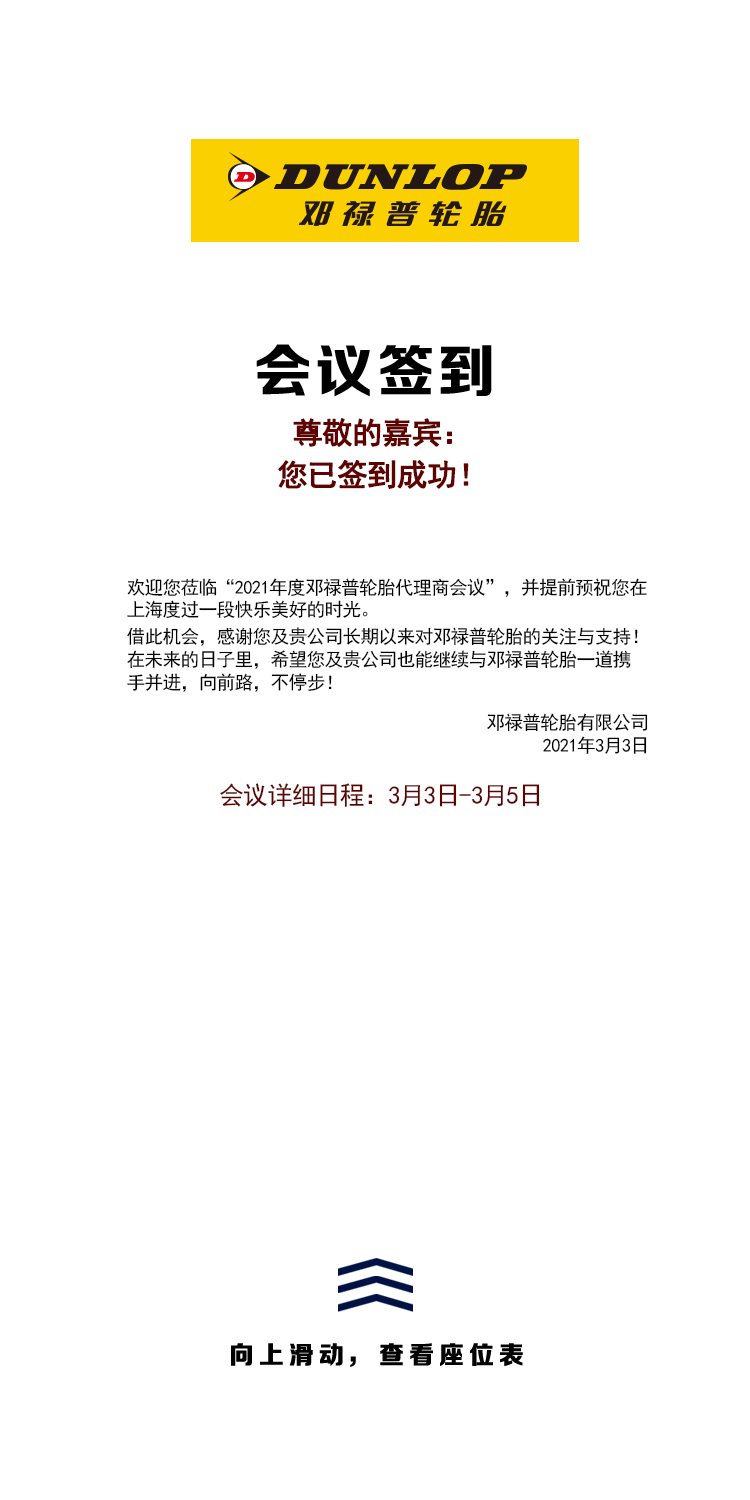 D DUNLOP
邓禄普轮胎
会议签到
尊敬的嘉宾：
您已签到成功！
欢迎您莅临“2021年度邓禄普轮胎代理商会议”，并提前预祝您在
上海度过一段快乐美好的时光。
借此机会，感谢您及贵公司长期以来对邓禄普轮胎的关注与支持！
在未来的日子里，希望您及贵公司也能继续与邓禄普轮胎一道携
手并进，向前路，不停步！
邓禄普轮胎有限公司
2021年3月3日
会议详细日程：3月3日-3月5日
向上滑动，查看座位表